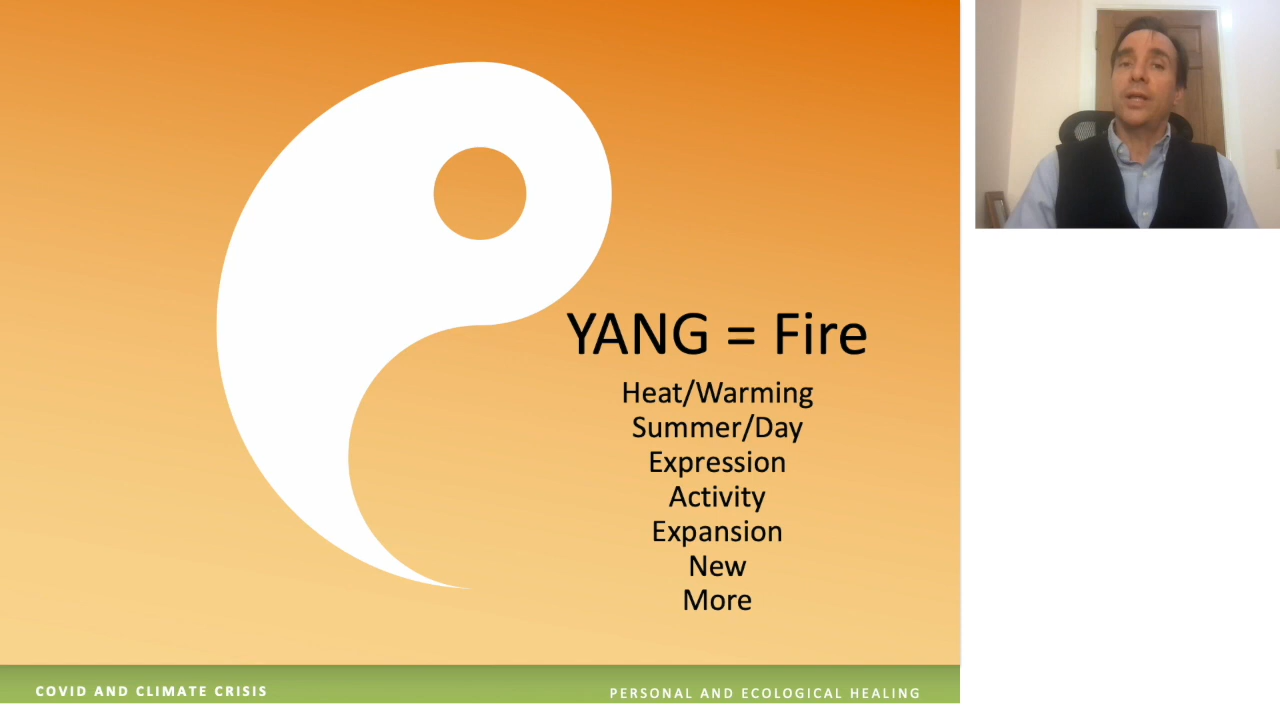 YANG = Fire
Heat/Warming
Summer/Day
Expression
Activity
Expansion
New
More
COVID AND CLIMATE CRISIS
PERSONAL AND ECOLOGICAL HEALING